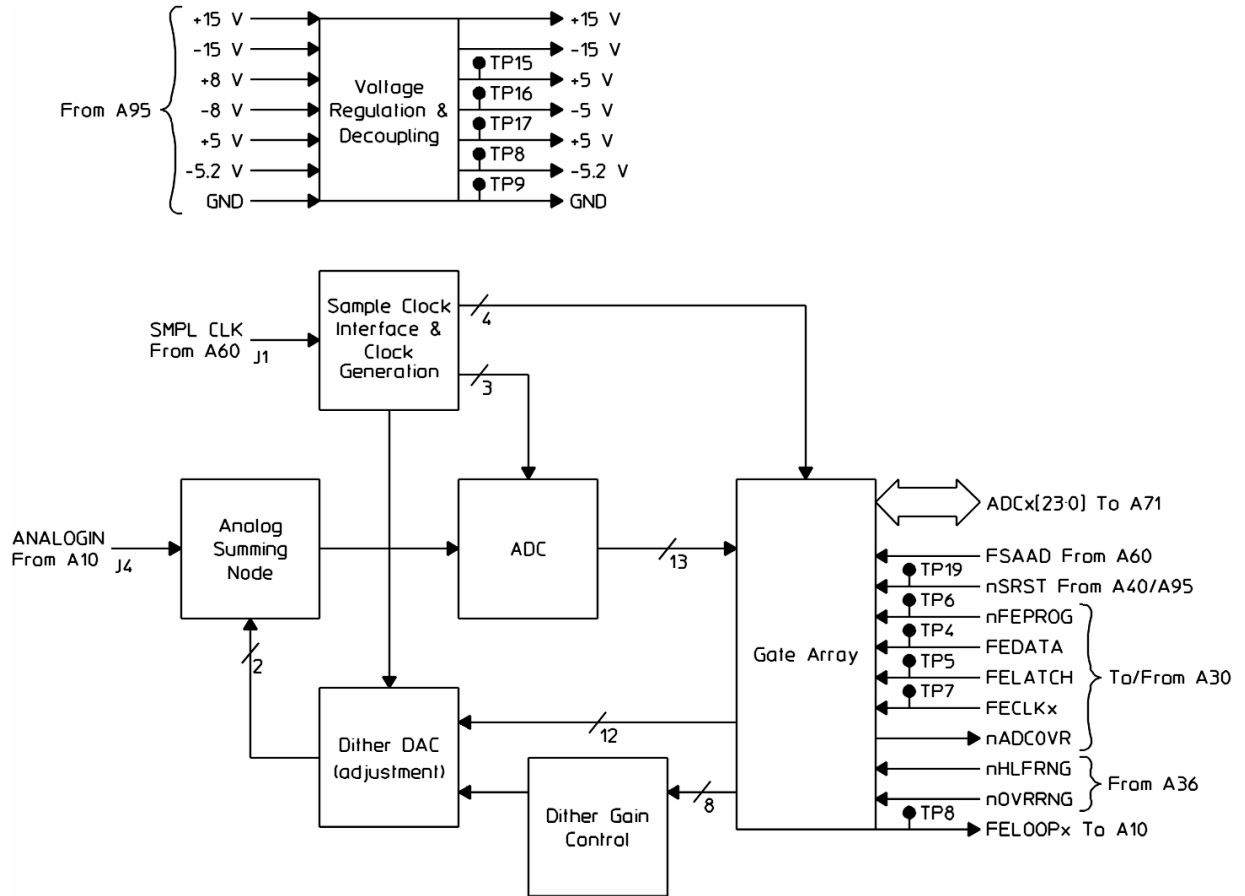 +15 V
-15 V
+8 V
-8 V
+5 V
-5.2 V
GND
From A95
Voltage
Regulation &
Decoupling
+15 V
-15 V
TP15
+5 V
TP16
-5 V
TP17
+5 V
TP8
-5.2 V
TP9
GND
SMPL CLK
From A60
J1
Sample Clock
Interface &
Clock
Generation
4
3
ANALOGIN
From A10
J4
Analog
Summing
Node
ADC
13
2
Dither DAC
(adjustment)
12
8
Dither Gain
Control
Gate Array
ADCx[23:0] To A71
FSAAD From A60
TP19
nSRST From A40/A95
TP6
nFEPROG
TP4
FEDATA
TP5
FELATCH
TP7
FECLKx
nADCOVR
To/From A30
nHLFRNG
nOVRRNG
From A36
TP8
FELOOPx To A10